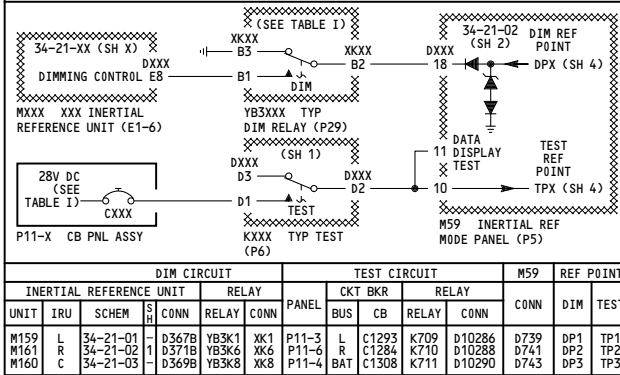 (SEE TABLE I)
34-21-XX (SH X)
DXXX
DIMMING CONTROL E8
MXXX XXX INERTIAL
REFERENCE UNIT (E1-6)
XKXX
B3
B1
XKXX
B2
DIM
YB3XXX TYP
DIM RELAY (P29)
34-21-02
(SH 2)
DIM REF
POINT
DXXX
18
DPX (SH 4)
11 DATA
DISPLAY
TEST
TEST
REF
POINT
10
TPX (SH 4)
M59 INERTIAL REF
MODE PANEL (P5)
(SH 1)
DXXX
D3
D1
DXXX
D2
TEST
KXXX TYP TEST
(P6)
28V DC
(SEE
TABLE I)
CXXX
P11-X CB PNL ASSY
DIM CIRCUIT TEST CIRCUIT M59 REF POINT
INERTIAL REFERENCE UNIT RELAY PANEL CKT BKR RELAY CONN DIM TEST
UNIT IRU SCHEM SH CONN RELAY CONN BUS CB RELAY CONN
M159 L 34-21-01 - D367B YB3K1 XK1 P11-3 L C1293 K709 D10286 D739 DP1 TP1
M161 R 34-21-02 1 D371B YB3K6 XK6 P11-6 R C1284 K710 D10288 D741 DP2 TP2
M160 C 34-21-03 - D369B YB3K8 XK8 P11-4 BAT C1308 K711 D10290 D743 DP3 TP3